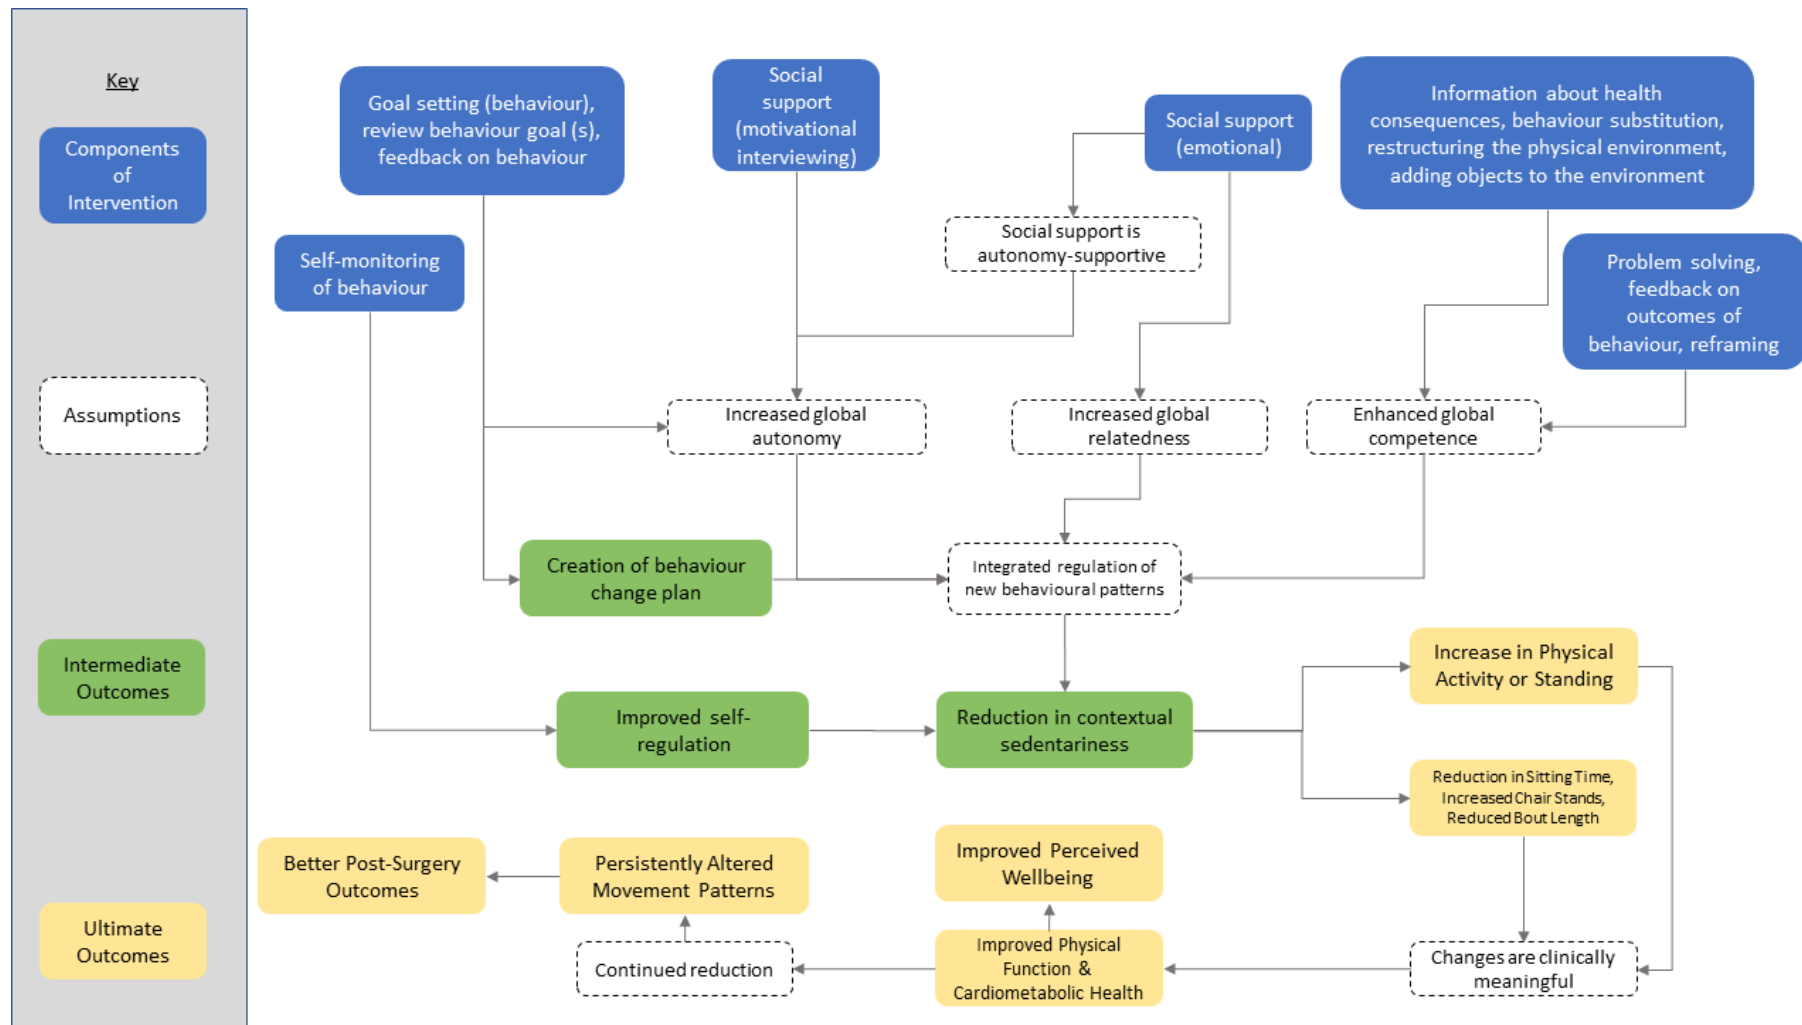 Key
Components
of
Intervention
Assumptions
Intermediate
Outcomes
Ultimate
Outcomes
Goal setting (behaviour),
review behaviour goal (s),
feedback on behaviour
Social
support
(motivational
interviewing)
Social support
(emotional)
Information about health
consequences, behaviour substitution,
restructuring the physical environment,
adding objects to the environment
Self-monitoring
of behaviour
Social support is
autonomy-supportive
Problem solving,
feedback on
outcomes of
behaviour, reframing
Increased global
autonomy
Increased global
relatedness
Enhanced global
competence
Creation of behaviour
change plan
Integrated regulation of
new behavioural patterns
Improved self-
regulation
Reduction in contextual
sedentariness
Increase in Physical
Activity or Standing
Reduction in Sitting Time,
Increased Chair Stands,
Reduced Bout Length
Better Post-Surgery
Outcomes
Persistently Altered
Movement Patterns
Improved Perceived
Wellbeing
Continued reduction
Improved Physical
Function &
Cardiometabolic Health
Changes are clinically
meaningful